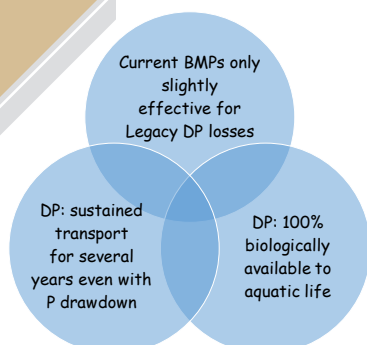 Current BMPs only
slightly
effective for
Legacy DP losses
DP: sustained
transport
for several
years even with
P drawdown
DP: 100%
biologically
available to
aquatic life